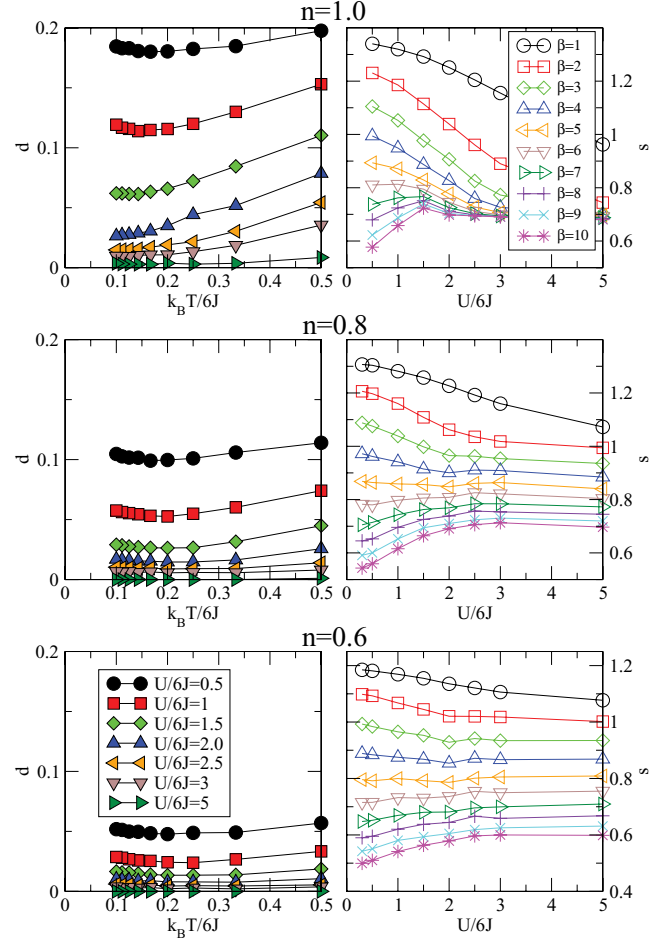 n=1.0
0.2
0.1
0
d
0 0.1 0.2 0.3 0.4 0.5
k_BT/6J
β=1
β=2
β=3
β=4
β=5
β=6
β=7
β=8
β=9
β=10
1.2
1
0.8
0.6
s
0 1 2 3 4 5
U/6J
n=0.8
0.2
0.1
0
d
0 0.1 0.2 0.3 0.4 0.5
k_BT/6J
1.2
1
0.8
0.6
s
0 1 2 3 4 5
U/6J
n=0.6
0.2
0.1
0
d
U/6J=0.5
U/6J=1
U/6J=1.5
U/6J=2.0
U/6J=2.5
U/6J=3
U/6J=5
0 0.1 0.2 0.3 0.4 0.5
k_BT/6J
1.2
1
0.8
0.6
0.4
s
0 1 2 3 4 5
U/6J